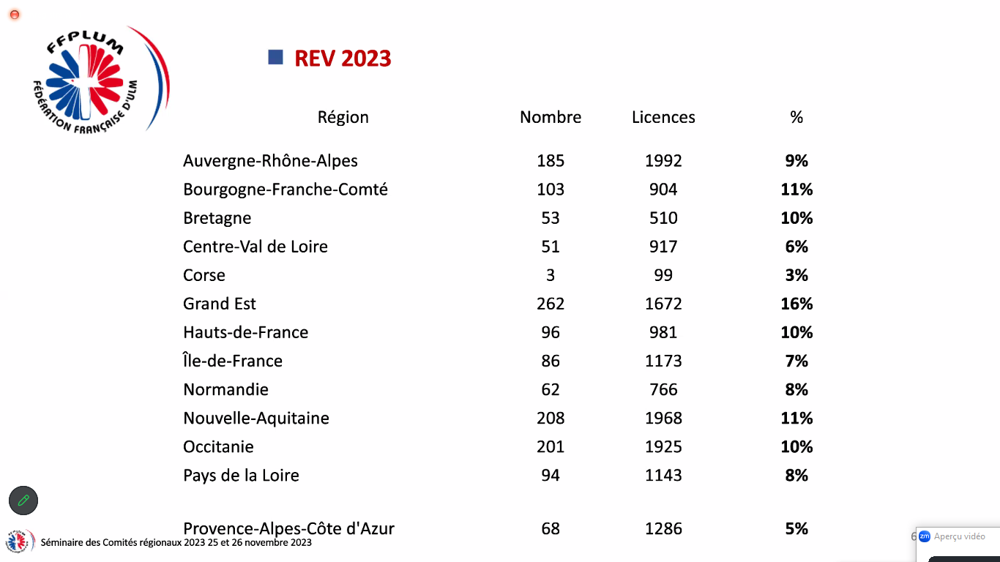 FFPLUM
FÉDÉRATION FRANÇAISE D'ULM
REV 2023
Région Nombre Licences %
Auvergne-Rhône-Alpes 185 1992 9%
Bourgogne-Franche-Comté 103 904 11%
Bretagne 53 510 10%
Centre-Val de Loire 51 917 6%
Corse 3 99 3%
Grand Est 262 1672 16%
Hauts-de-France 96 981 10%
Île-de-France 86 1173 7%
Normandie 62 766 8%
Nouvelle-Aquitaine 208 1968 11%
Occitanie 201 1925 10%
Pays de la Loire 94 1143 8%
Provence-Alpes-Côte d'Azur 68 1286 5%
Séminaire des Comités régionaux 2023 25 et 26 novembre 2023
6
zm Aperçu vidéo